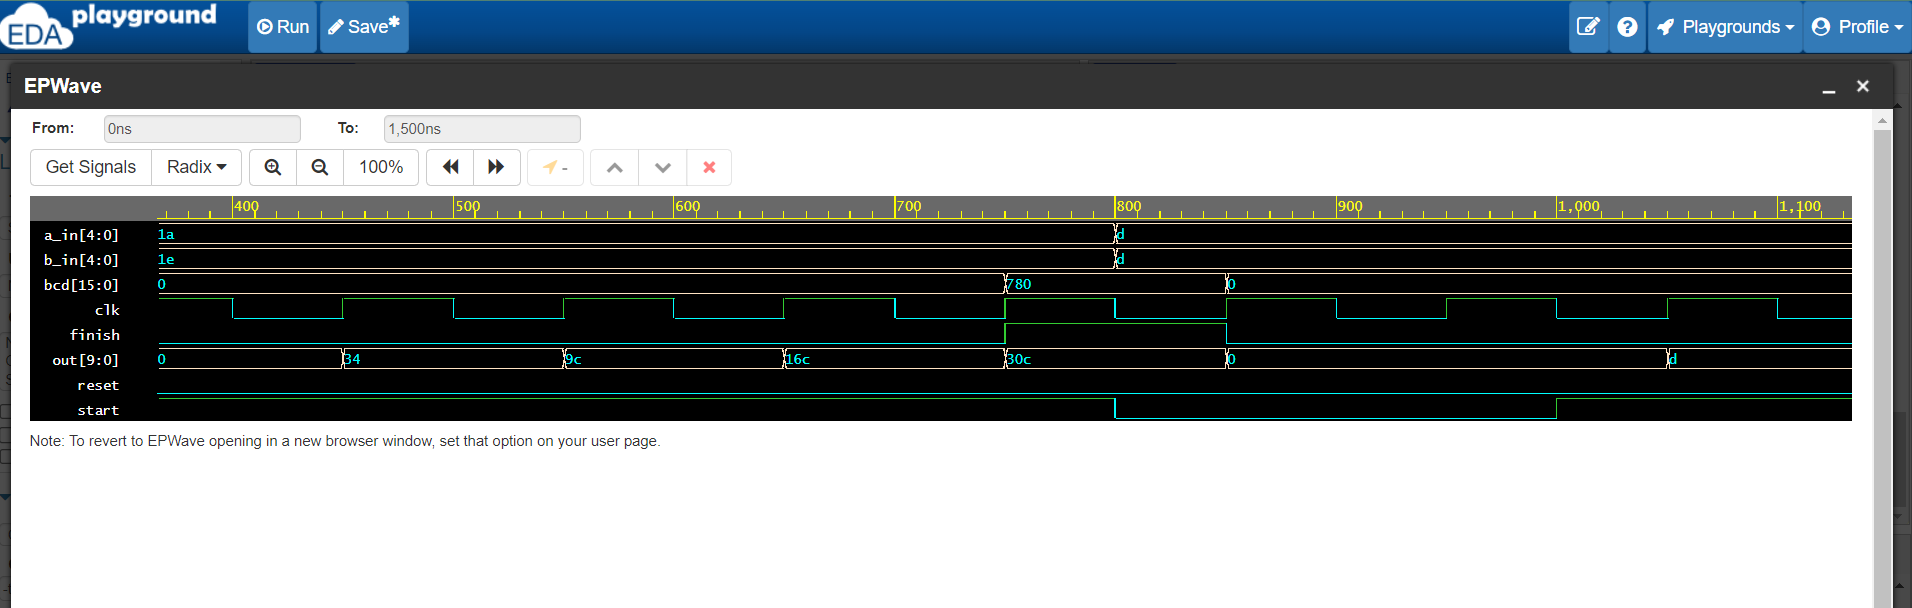 EDA playground
Run Save* Playgrounds Profile
EPWave
From: 0ns To: 1,500ns
Get Signals Radix 100% -
400 500 600 700 800 900 1,000 1,100
a_in[4:0] 1a d
b_in[4:0] 1e d
bcd[15:0] 0 780 0
clk
finish
out[9:0] 0 34 9c 16c 30c 0 d
reset
start
Note: To revert to EPWave opening in a new browser window, set that option on your user page.